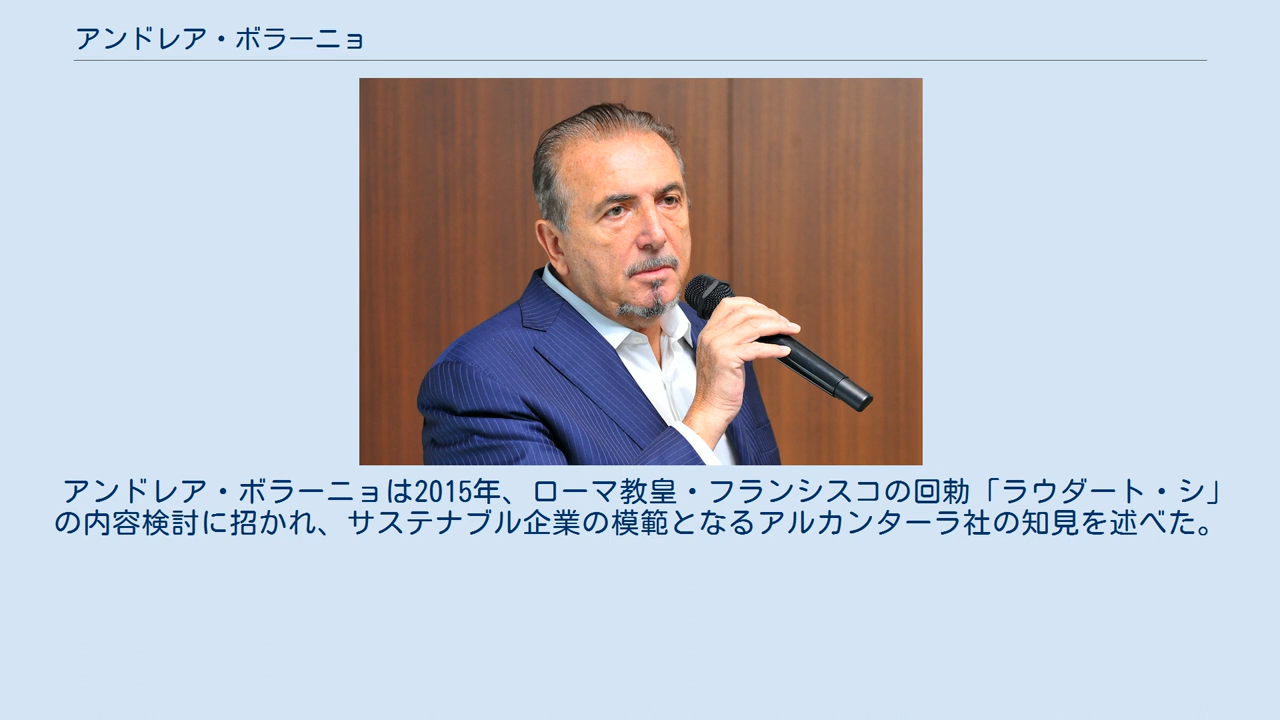 アンドレア・ボラーニョ
アンドレア・ボラーニョは2015年、ローマ教皇・フランシスコの回勅「ラウダート・シ」
の内容検討に招かれ、サステナブル企業の模範となるアルカンターラ社の知見を述べた。